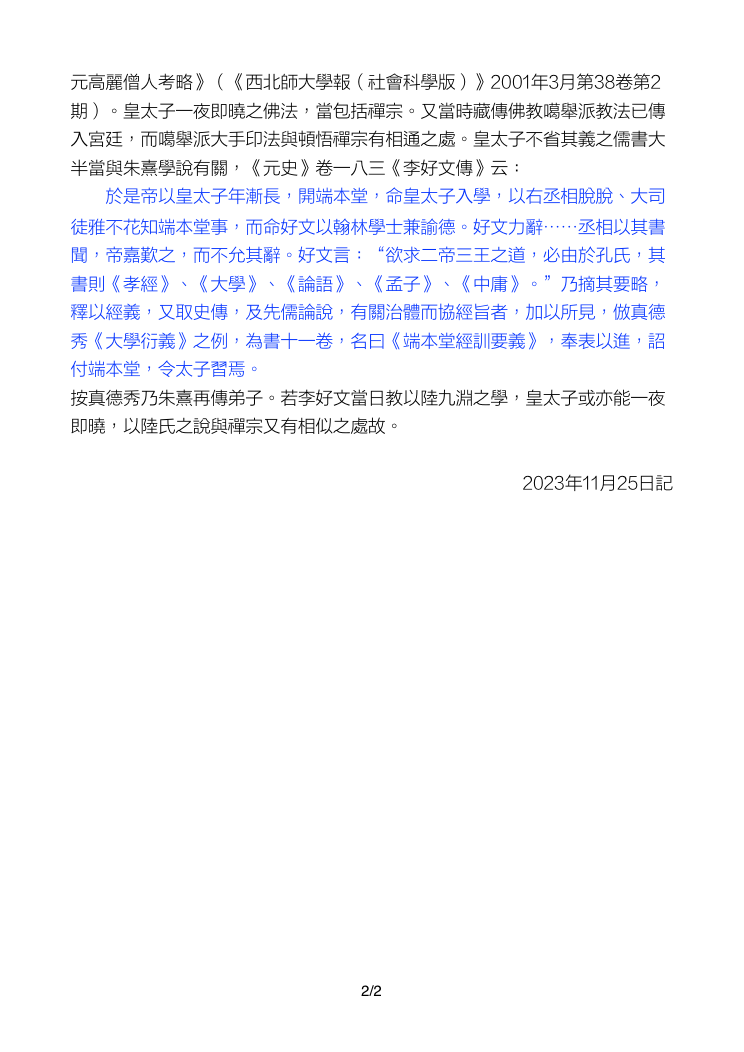 元高麗僧人考略》（《西北師大學報（社會科學版）》2001年3月第38卷第2
期）。皇太子一夜即曉之佛法，當包括禪宗。又當時藏傳佛教噶舉派教法已傳
入宮廷，而噶舉派大手印法與頓悟禪宗有相通之處。皇太子不省其義之儒書大
半當與朱熹學說有關，《元史》卷一八三《李好文傳》云：
於是帝以皇太子年漸長，開端本堂，命皇太子入學，以右丞相脫脫、大司
徒雅不花知端本堂事，而命好文以翰林學士兼諭德。好文力辭⋯⋯丞相以其書
聞，帝嘉歎之，而不允其辭。好文言：“欲求二帝三王之道，必由於孔氏，其
書則《孝經》、《大學》、《論語》、《孟子》、《中庸》。”乃摘其要略，
釋以經義，又取史傳，及先儒論說，有關治體而協經旨者，加以所見，倣真德
秀《大學衍義》之例，為書十一卷，名曰《端本堂經訓要義》，奉表以進，詔
付端本堂，令太子習焉。
按真德秀乃朱熹再傳弟子。若李好文當日教以陸九淵之學，皇太子或亦能一夜
即曉，以陸氏之說與禪宗又有相似之處故。
2023年11月25日記
2/2